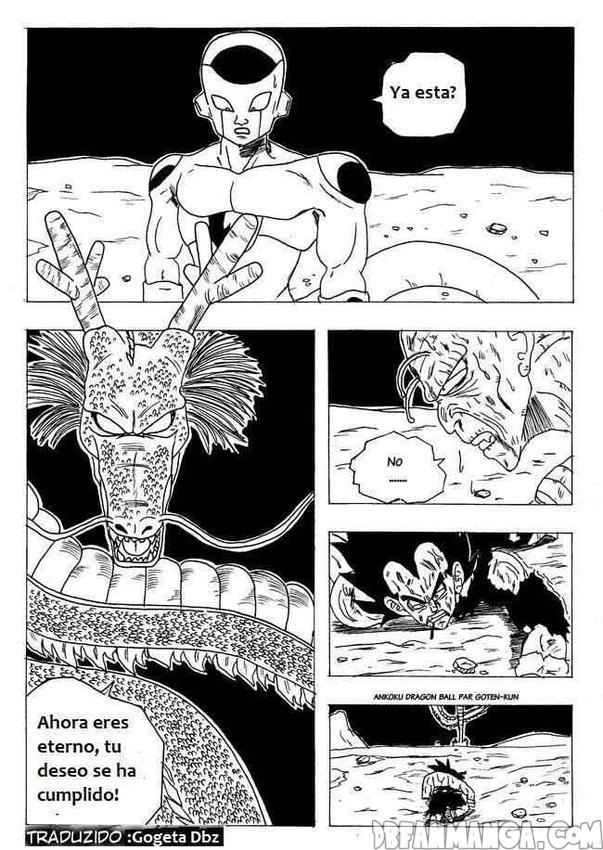 Ya esta?
No
.......
ANKOKU DRAGON BALL PAR GOTEN-KUN
Ahora eres
eterno, tu
deseo se ha
cumplido!
TRADUZIDO :Gogeta Dbz
DBFANMANGA.COM